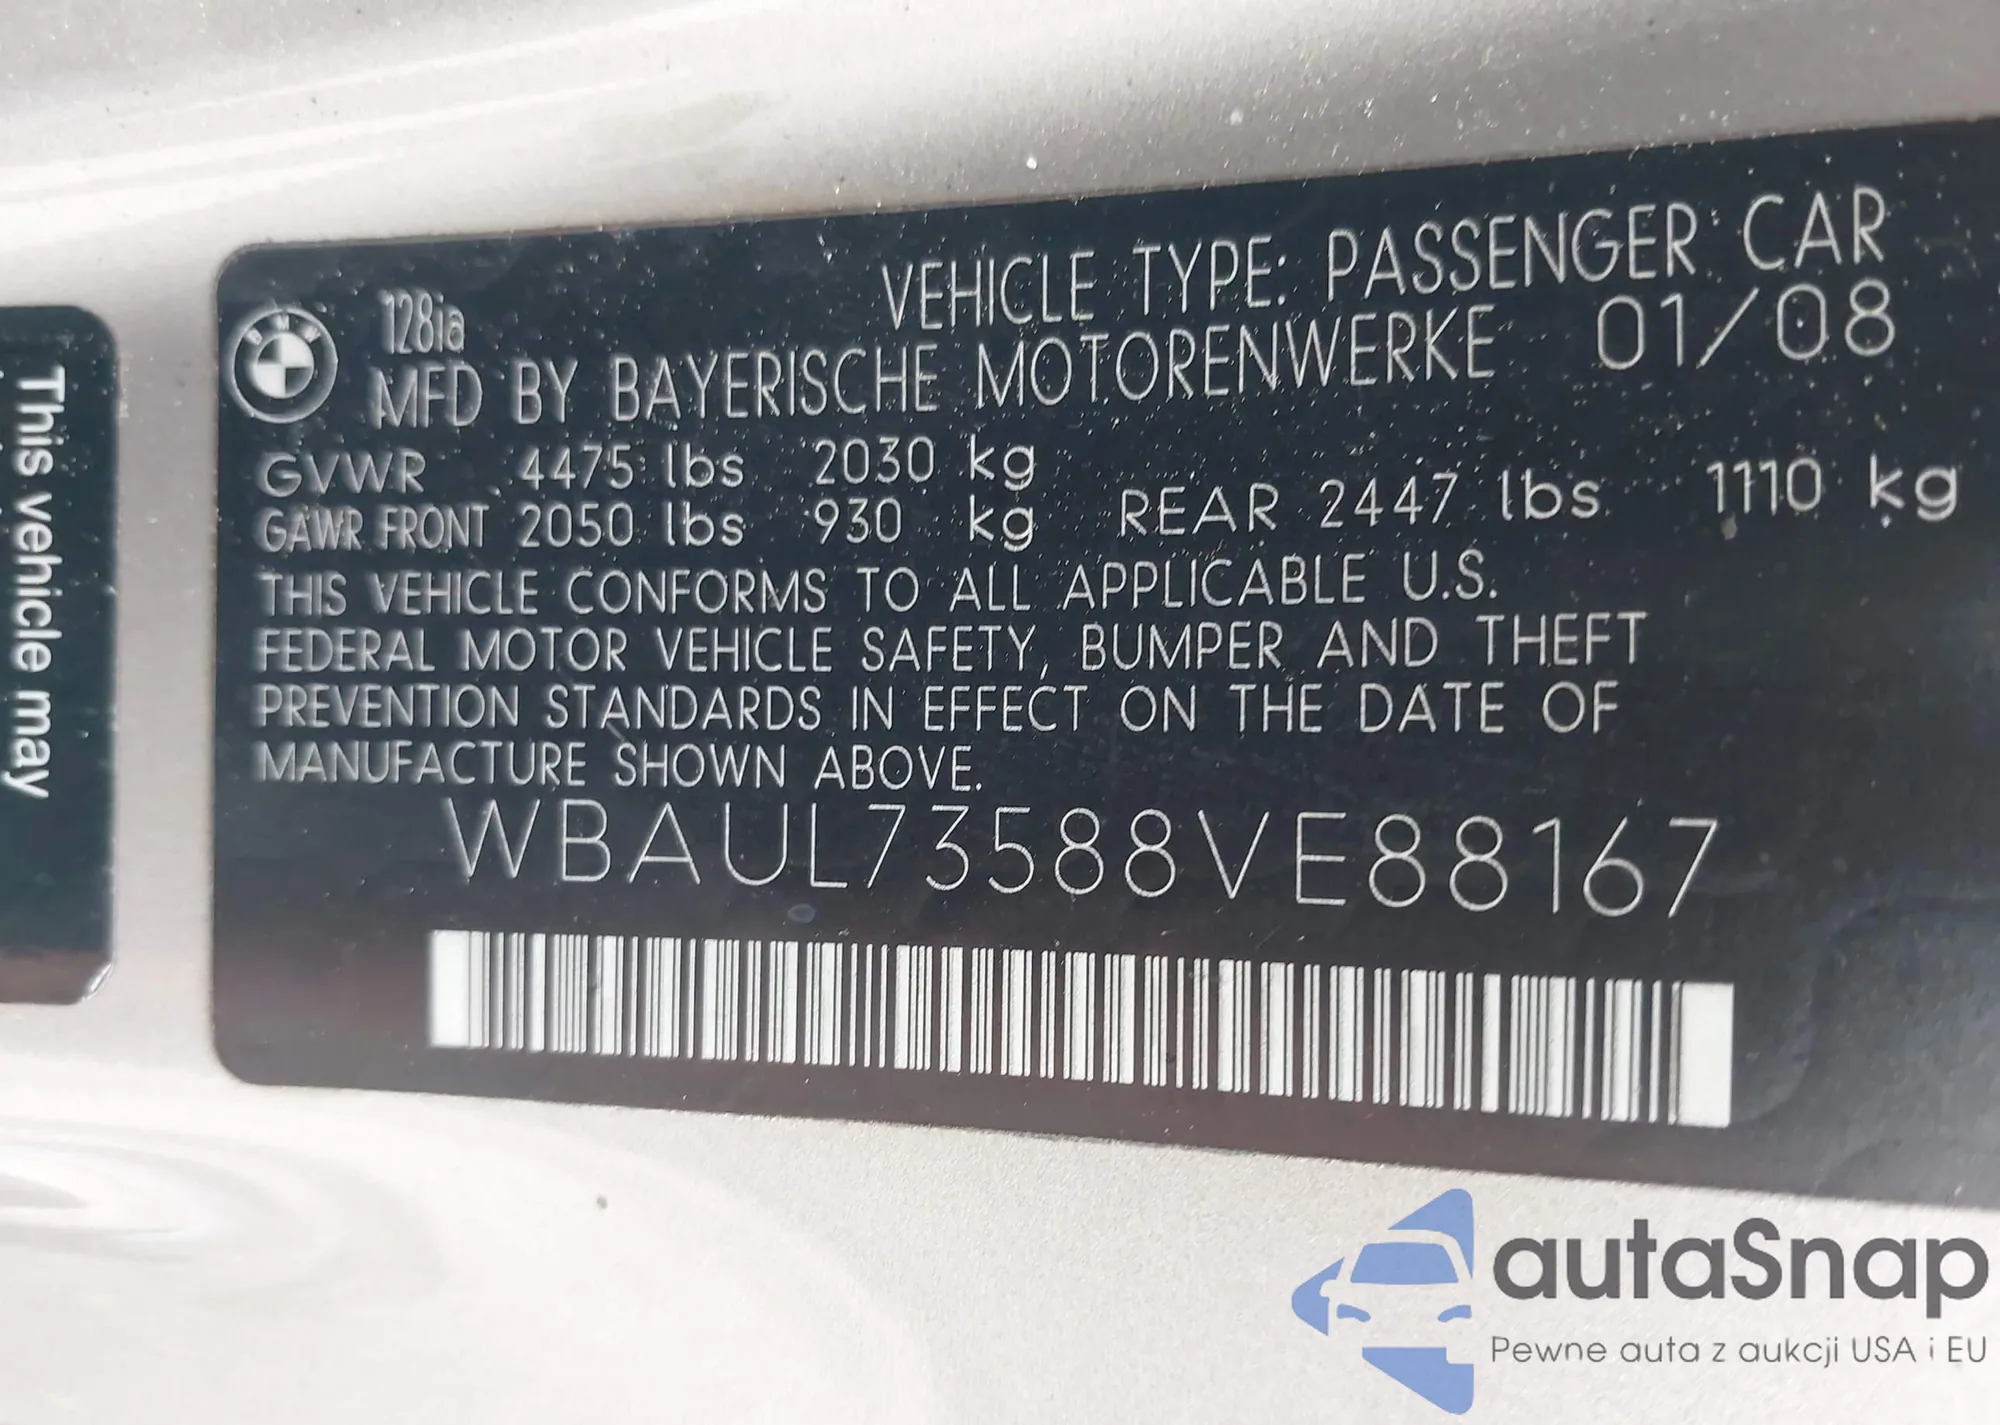 This vehicle may
BMW
128ia
VEHICLE TYPE: PASSENGER CAR
MFD BY BAYERISCHE MOTORENWERKE 01/08
GVWR 4475 lbs 2030 kg
GAWR FRONT 2050 lbs 930 kg REAR 2447 lbs 1110 kg
THIS VEHICLE CONFORMS TO ALL APPLICABLE U.S.
FEDERAL MOTOR VEHICLE SAFETY, BUMPER AND THEFT
PREVENTION STANDARDS IN EFFECT ON THE DATE OF
MANUFACTURE SHOWN ABOVE.
WBAUL73588VE88167
autaSnap
Pewne auta z aukcji USA i EU